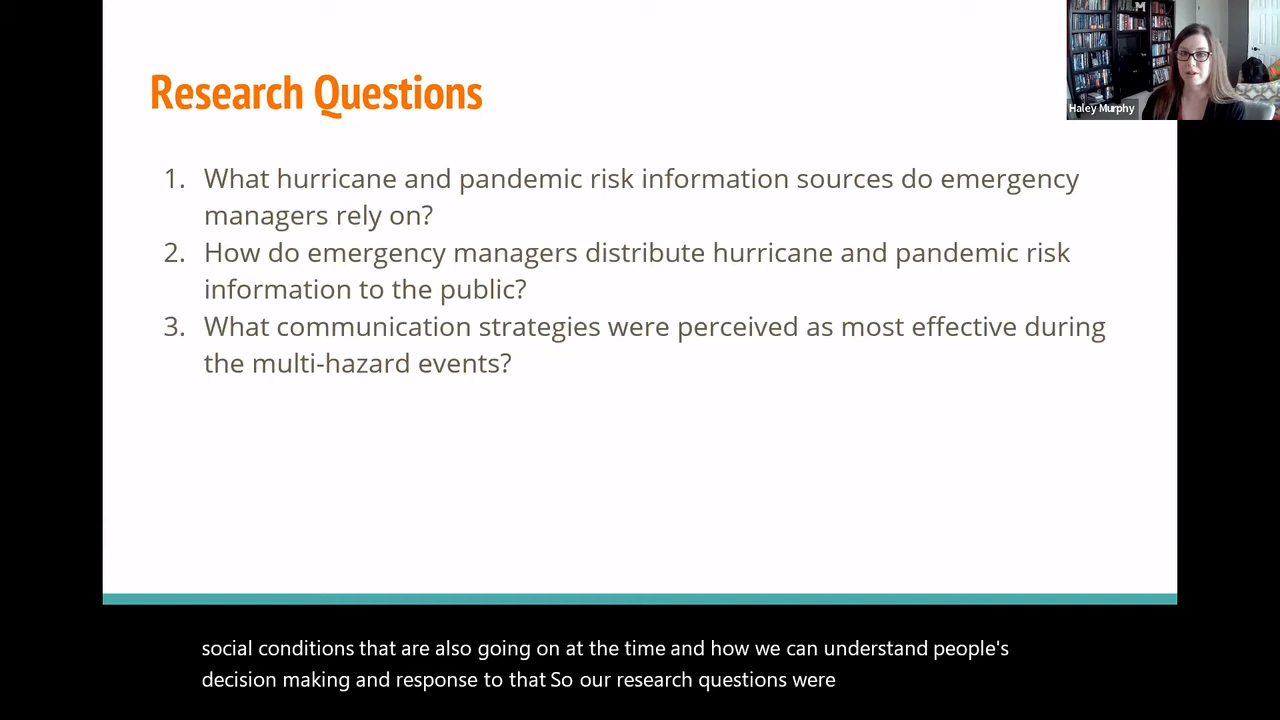 Research Questions
1. What hurricane and pandemic risk information sources do emergency
managers rely on?
2. How do emergency managers distribute hurricane and pandemic risk
information to the public?
3. What communication strategies were perceived as most effective during
the multi-hazard events?
M
Haley Murphy
social conditions that are also going on at the time and how we can understand people's
decision making and response to that So our research questions were